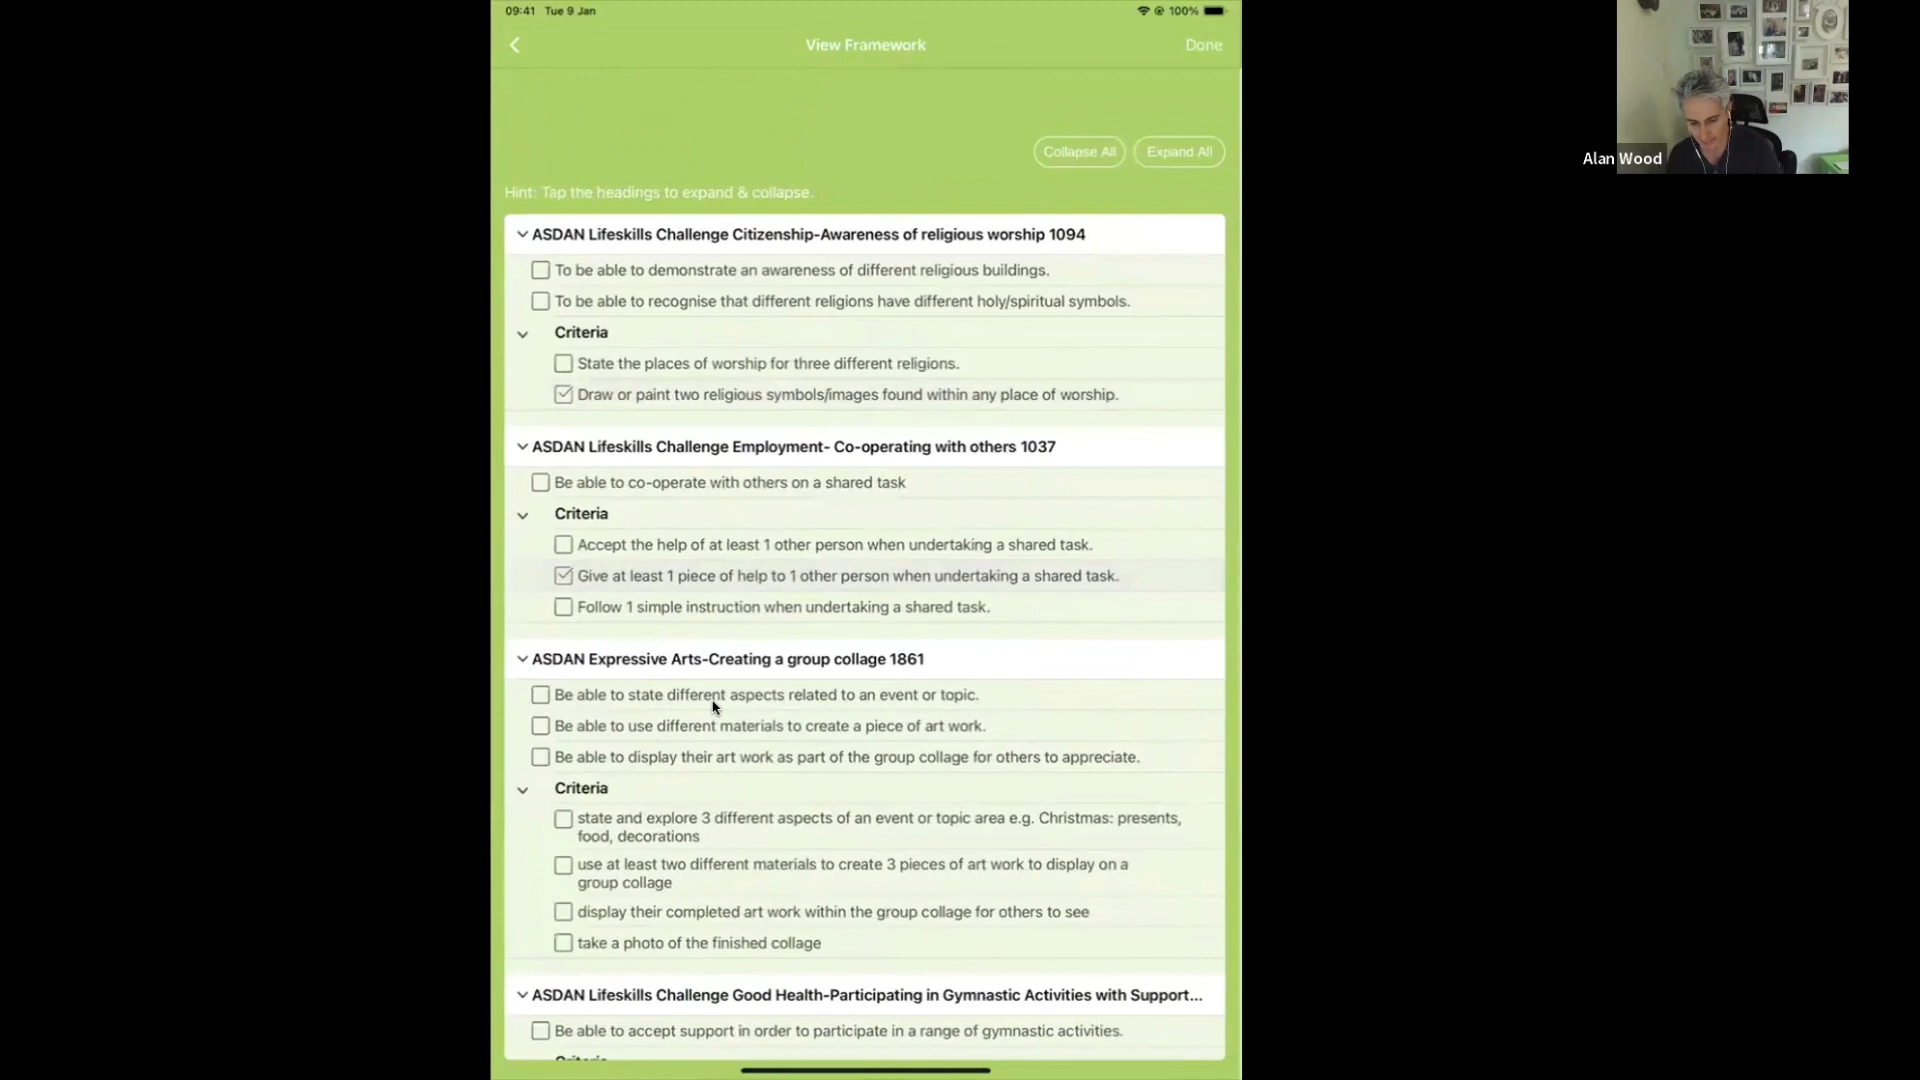 09:41 Tue 9 Jan
100%
View Framework
Done
Collapse All
Expand All
Hint: Tap the headings to expand & collapse.
ASDAN Lifeskills Challenge Citizenship-Awareness of religious worship 1094
To be able to demonstrate an awareness of different religious buildings.
To be able to recognise that different religions have different holy/spiritual symbols.
Criteria
State the places of worship for three different religions.
Draw or paint two religious symbols/images found within any place of worship.
ASDAN Lifeskills Challenge Employment- Co-operating with others 1037
Be able to co-operate with others on a shared task
Criteria
Accept the help of at least 1 other person when undertaking a shared task.
Give at least 1 piece of help to 1 other person when undertaking a shared task.
Follow 1 simple instruction when undertaking a shared task.
ASDAN Expressive Arts-Creating a group collage 1861
Be able to state different aspects related to an event or topic.
Be able to use different materials to create a piece of art work.
Be able to display their art work as part of the group collage for others to appreciate.
Criteria
state and explore 3 different aspects of an event or topic area e.g. Christmas: presents,
food, decorations
use at least two different materials to create 3 pieces of art work to display on a
group collage
display their completed art work within the group collage for others to see
take a photo of the finished collage
ASDAN Lifeskills Challenge Good Health-Participating in Gymnastic Activities with Support...
Be able to accept support in order to participate in a range of gymnastic activities.
Criteria
Alan Wood